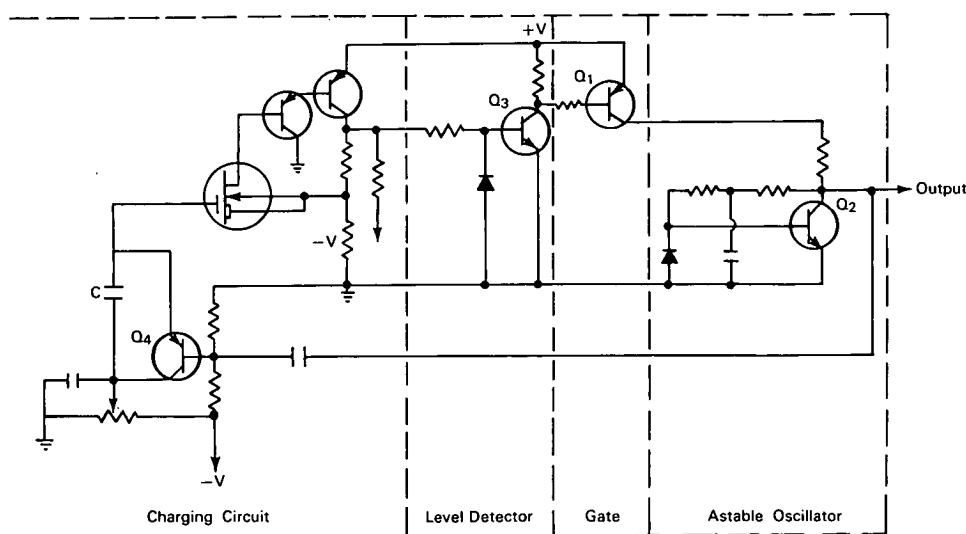 +V
Q1
Q3
Output
Q2
−V
C
Q4
−V
Charging Circuit
Level Detector
Gate
Astable Oscillator